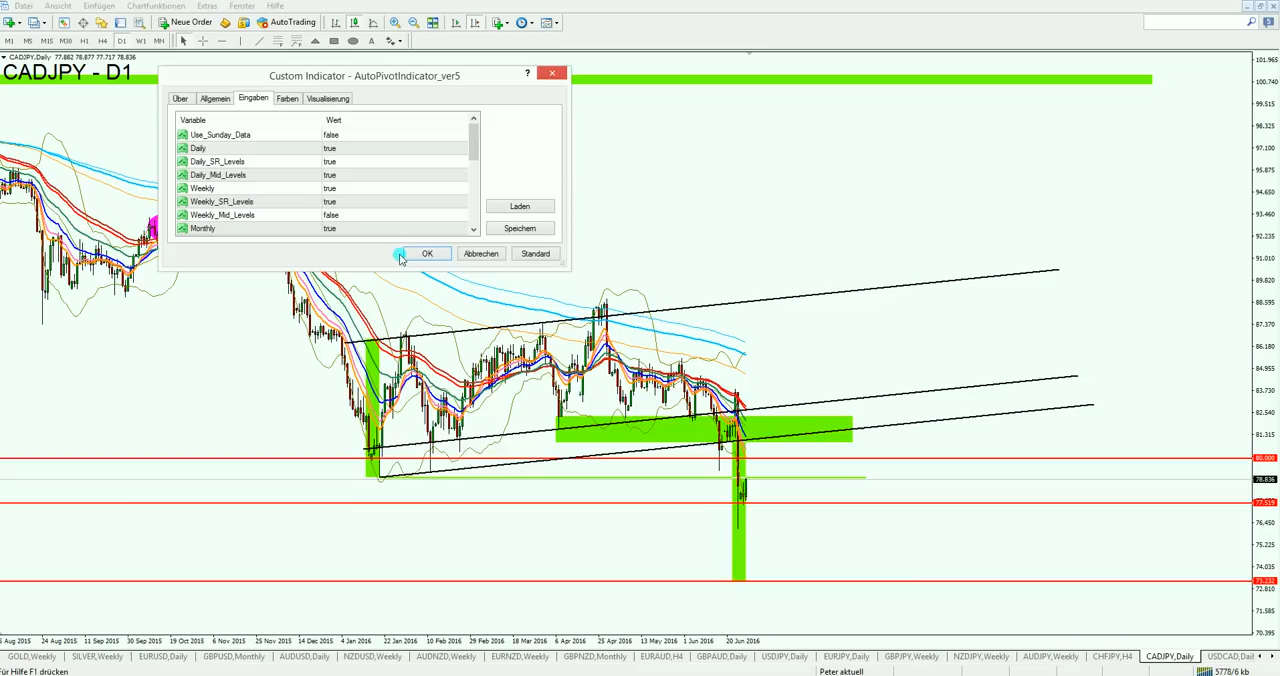 Datei Ansicht Einfügen Chartfunktionen Extras Fenster Hilfe
New Order AutoTrading
M1 M5 M15 M30 H1 H4 D1 W1 MN A
CADJPY.Daily 77.882 78.877 77.717 78.836
CADJPY - D1
Custom Indicator - AutoPivotIndicator_ver5 ?
Über Allgemein Eingaben Farben Visualisierung
Variable Wert
Use_Sunday_Data false
Daily true
Daily_SR_Levels true
Daily_Mid_Levels true
Weekly true
Weekly_SR_Levels true
Weekly_Mid_Levels false
Monthly true
Laden
Speichern
OK Abbrechen Standard
101.965
100.740
99.515
98.325
97.100
95.875
94.650
93.460
92.235
91.010
89.820
88.595
87.370
86.180
84.955
83.730
82.540
81.315
80.000
78.836
77.519
76.450
75.225
74.035
73.232
72.810
71.585
70.395
5 Aug 2015 24 Aug 2015 11 Sep 2015 30 Sep 2015 19 Oct 2015 6 Nov 2015 25 Nov 2015 14 Dec 2015 4 Jan 2016 22 Jan 2016 10 Feb 2016 29 Feb 2016 18 Mar 2016 6 Apr 2016 25 Apr 2016 13 May 2016 1 Jun 2016 20 Jun 2016
GOLD,Weekly SILVER,Weekly EURUSD,Daily GBPUSD,Monthly AUDUSD,Daily NZDUSD,Weekly AUDNZD,Weekly EURNZD,Weekly GBPNZD,Monthly EURAUD,H4 GBPAUD,Daily USDJPY,Daily EURJPY,Daily GBPJPY,Weekly NZDJPY,Weekly AUDJPY,Weekly CHFJPY,H4 CADJPY,Daily USDCAD,Dail
Für Hilfe F1 drücken Peter aktuell 5778/6 kb